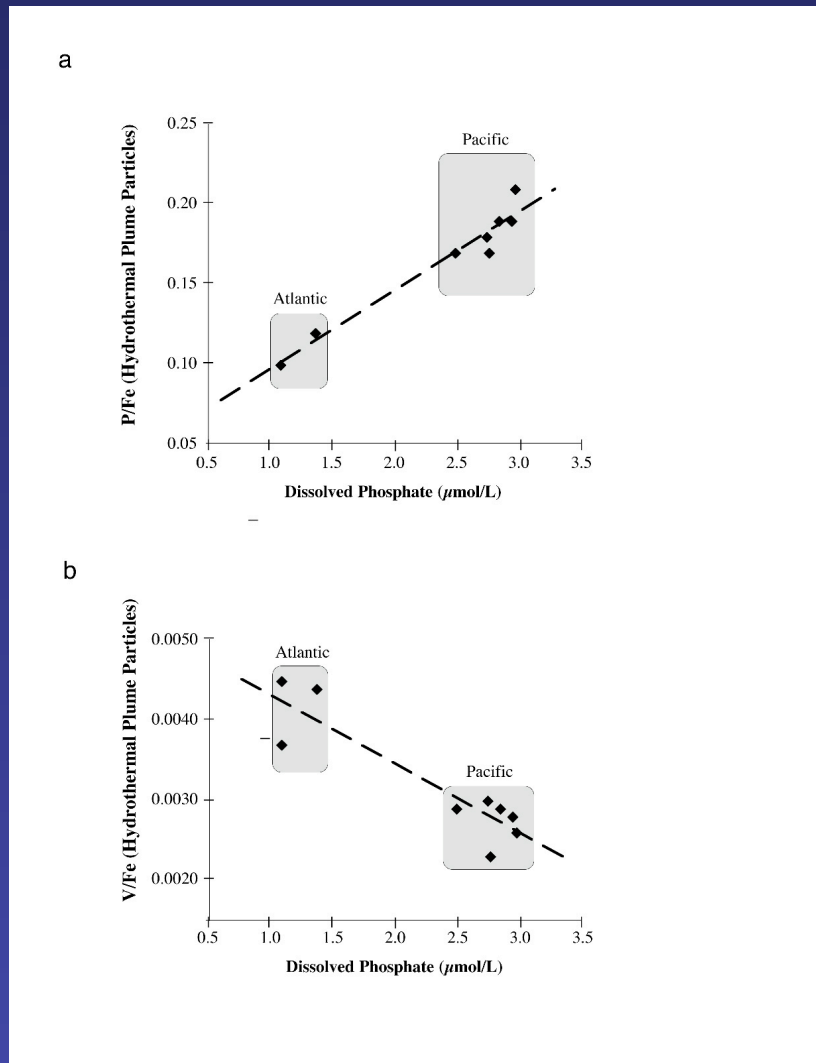 a
P/Fe (Hydrothermal Plume Particles)
0.25
0.20
0.15
0.10
0.05
Pacific
Atlantic
0.5 1.0 1.5 2.0 2.5 3.0 3.5
Dissolved Phosphate (μmol/L)
b
V/Fe (Hydrothermal Plume Particles)
0.0050
0.0040
0.0030
0.0020
Atlantic
Pacific
0.5 1.0 1.5 2.0 2.5 3.0 3.5
Dissolved Phosphate (μmol/L)